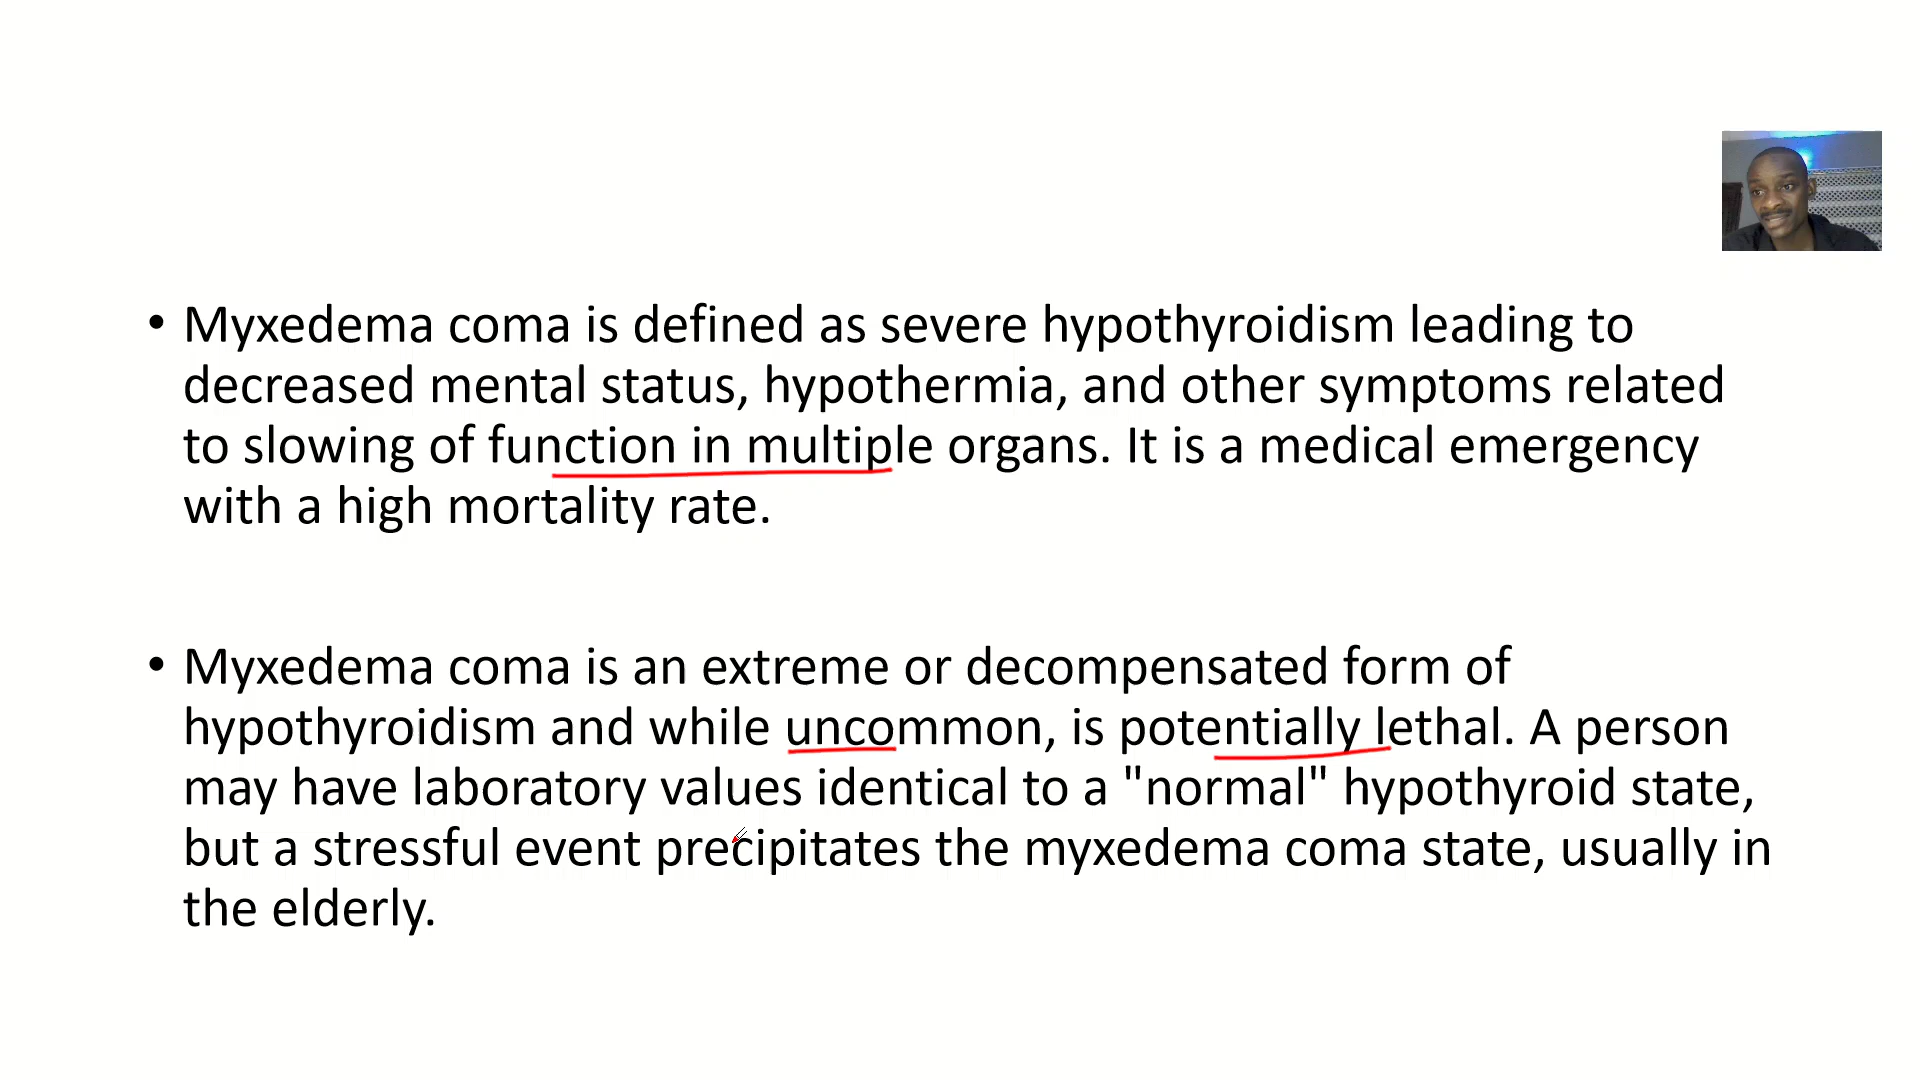 • Myxedema coma is defined as severe hypothyroidism leading to
decreased mental status, hypothermia, and other symptoms related
to slowing of function in multiple organs. It is a medical emergency
with a high mortality rate.
• Myxedema coma is an extreme or decompensated form of
hypothyroidism and while uncommon, is potentially lethal. A person
may have laboratory values identical to a "normal" hypothyroid state,
but a stressful event precipitates the myxedema coma state, usually in
the elderly.